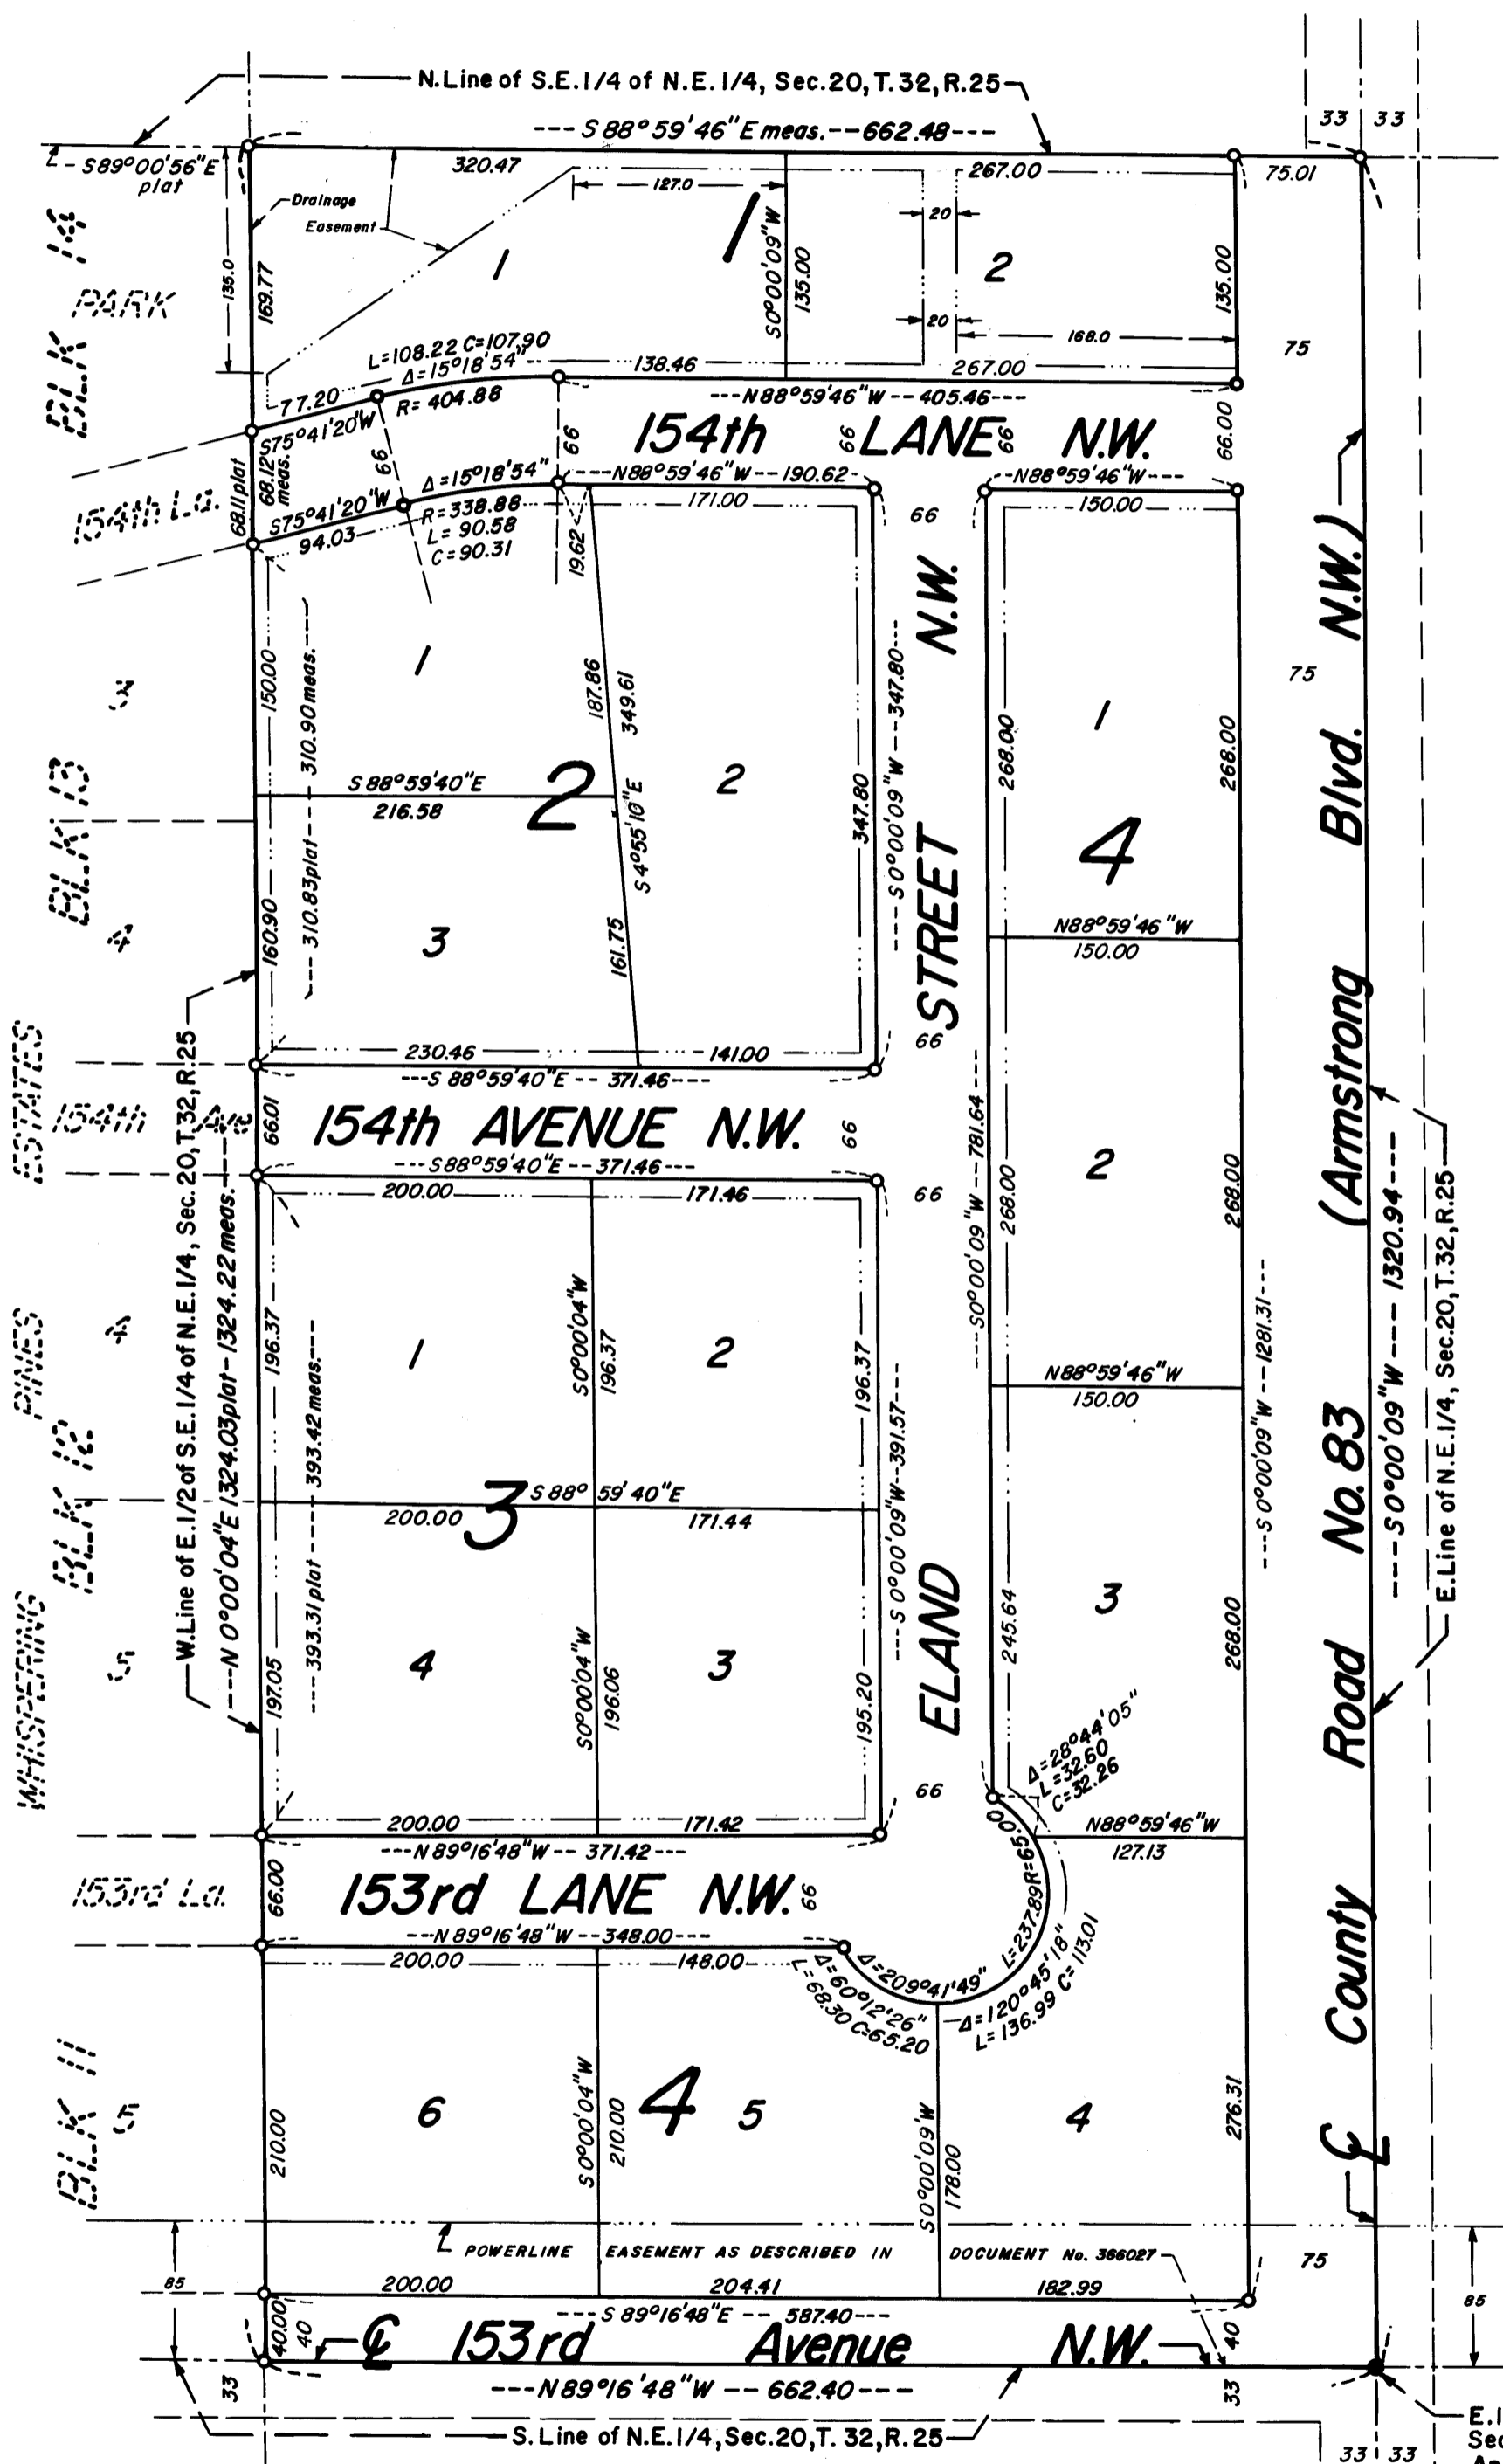 N. Line of S.E. 1/4 of N.E. 1/4, Sec. 20, T. 32, R. 25
--- S 88°59'46"E meas. -- 662.48 ---
33 33
S89°00'56"E
plat
320.47
267.00
75.01
127.0
Drainage
Easement
20
135.0
169.77
1
1
S0°00'09"W
135.00
2
135.00
BLK 14
PARK
20
168.0
75
L=108.22 C=107.90
Δ=15°18'54"
138.46
267.00
77.20
R= 404.88
---N88°59'46"W -- 405.46---
S75°41'20"W
66
66
154th LANE N.W.
66
66
66.00
68.11 plat
68.12 meas.
154th La.
S75°41'20"W
94.03
Δ=15°18'54"
R=338.88
L= 90.58
C=90.31
---N88°59'46"W -- 190.62---
171.00
--N88°59'46"W---
150.00
66
19.62
150.00
310.83 plat --- 310.90 meas.
1
187.86
349.61
S 88°59'40"E
216.58
2
S 4°55'10"E
2
347.80
---S0°00'09"W---347.80---
3
BLK 13
4
160.90
3
161.75
230.46
141.00
---S 88°59'40"E -- 371.46---
66
268.00
1
268.00
75
4
N88°59'46"W
150.00
ELAND STREET N.W.
---S0°00'09"W---781.64---
W. Line of E. 1/2 of S.E. 1/4 of N.E. 1/4, Sec. 20, T. 32, R. 25
---N 0°00'04"E 1324.03 plat - 1324.22 meas.---
WHISPERING PINES ESTATES
154th Ave
66.01
154th AVENUE N.W.
66
---S88°59'40"E -- 371.46---
200.00
171.46
66
268.00
2
268.00
N88°59'46"W
150.00
4
BLK 12
5
196.37
---393.31 plat --- 393.42 meas.---
1
S0°00'04"W
196.37
2
196.37
---S0°00'09"W--391.57---
3
S 88°59'40"E
200.00
171.44
197.05
4
S0°00'04"W
196.06
3
195.20
200.00
171.42
---N 89°16'48"W -- 371.42---
66
245.64
3
268.00
---S0°00'09"W---1281.31---
Δ=28°44'05"
L=32.60
C=32.26
N88°59'46"W
127.13
153rd La.
66.00
153rd LANE N.W.
66
---N 89°16'48"W -- 348.00---
200.00
148.00
R=65.00
L=237.89
Δ=209°41'49"
Δ=60°12'26"
L=68.30 C=65.20
Δ=120°45'18"
L=136.99 C=113.01
BLK 11
5
210.00
6
S0°00'04"W
210.00
4
5
S0°00'09"W
178.00
4
276.31
POWERLINE EASEMENT AS DESCRIBED IN DOCUMENT No. 366027
75
85
85
200.00
204.41
182.99
---S 89°16'48"E -- 587.40---
40.00
40
℄ 153rd Avenue N.W.
40
---N89°16'48"W -- 662.40---
33
33
S. Line of N.E. 1/4, Sec. 20, T. 32, R. 25
℄ County Road No. 83 (Armstrong Blvd. N.W.)
----S0°00'09"W---- 1320.94---
E. Line of N.E. 1/4, Sec. 20, T. 32, R. 25
33 33